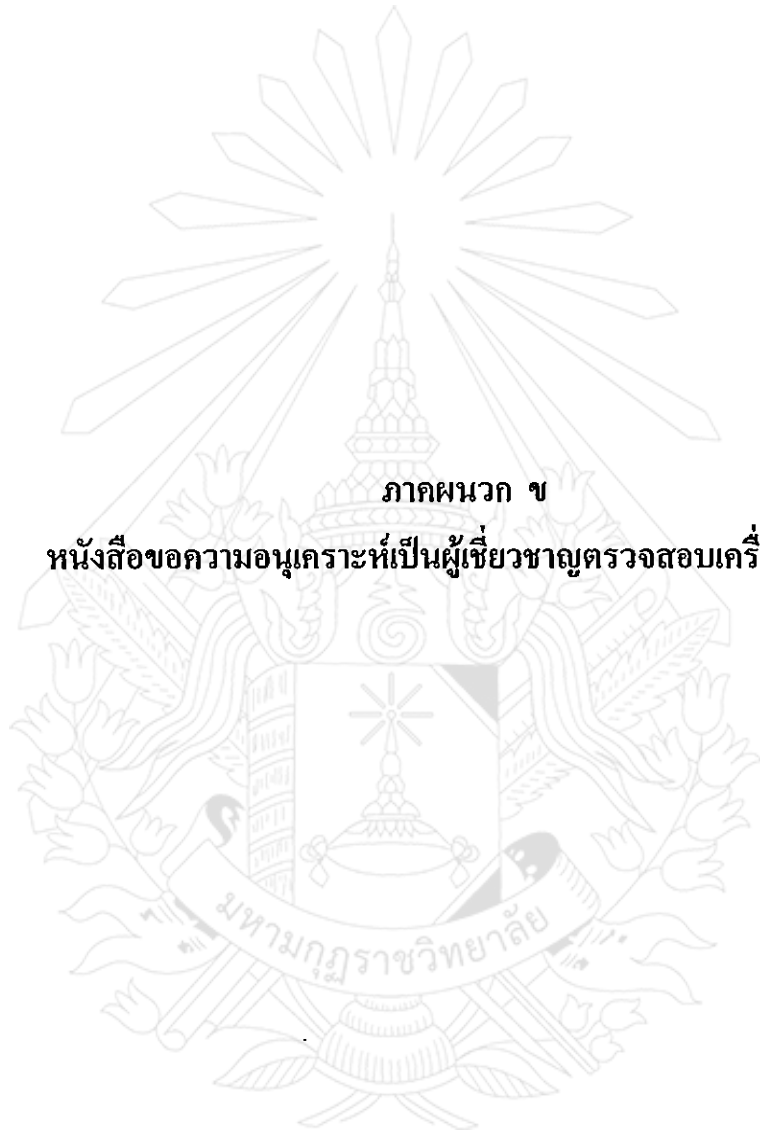 ภาคผนวก ข
หนังสือขอความอนุเคราะห์เป็นผู้เชี่ยวชาญตรวจสอบเครื่
มหามกุฏราชวิทยาลัย